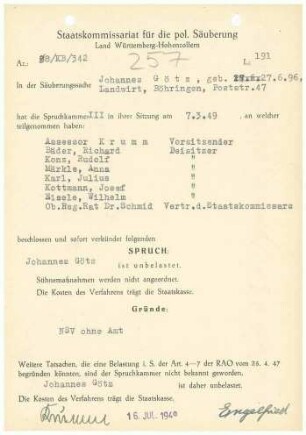 Staatskommissariat für die pol. Säuberung
Land Württemberg-Hohenzollern
Az.: 8/KB/342
257
L. 191
In der Säuberungssache Johannes Götz, geb. 27.6.96,
Landwirt, Böhringen, Poststr.47
hat die Spruchkammer III in ihrer Sitzung am 7.3.49, an welcher
teilgenommen haben:
Assessor Krumm Vorsitzender
Bäder, Richard Beisitzer
Konz, Rudolf "
Märkle, Anna "
Karl, Julius "
Kottmann, Josef "
Eisele, Wilhelm "
Ob.Reg.Rat Dr.Schmid Vertr.d.Staatskommissars
beschlossen und sofort verkündet folgenden
SPRUCH:
Johannes Götz
ist unbelastet.
Sühnemaßnahmen werden nicht angeordnet.
Die Kosten des Verfahrens trägt die Staatskasse.
Gründe:
NSV ohne Amt
Weitere Tatsachen, die eine Belastung i. S. der Art. 4–7 der RAO vom 26. 4. 47
begründen könnten, sind der Spruchkammer nicht bekannt geworden.
Johannes Götz ist daher unbelastet.
Die Kosten des Verfahrens trägt die Staatskasse.
Krumm 16. JUL. 194 Engelfried